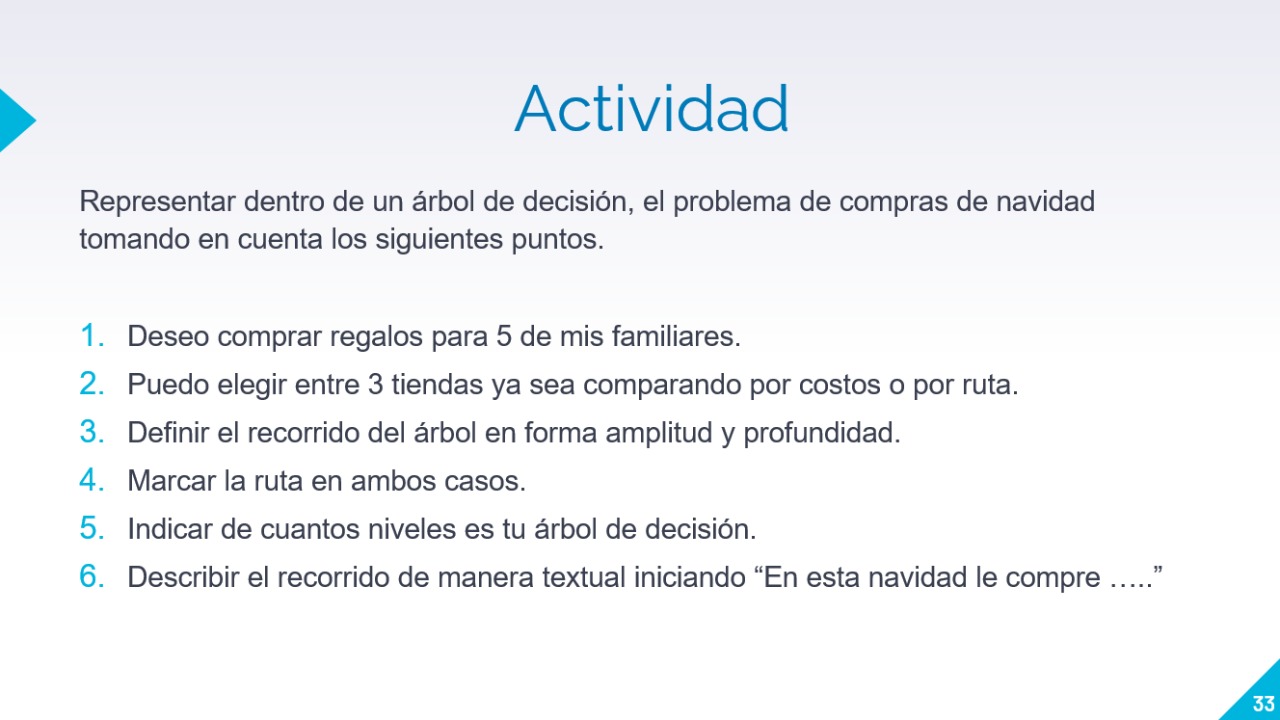 Actividad
Representar dentro de un árbol de decisión, el problema de compras de navidad
tomando en cuenta los siguientes puntos.
1. Deseo comprar regalos para 5 de mis familiares.
2. Puedo elegir entre 3 tiendas ya sea comparando por costos o por ruta.
3. Definir el recorrido del árbol en forma amplitud y profundidad.
4. Marcar la ruta en ambos casos.
5. Indicar de cuantos niveles es tu árbol de decisión.
6. Describir el recorrido de manera textual iniciando “En esta navidad le compre …..”
33